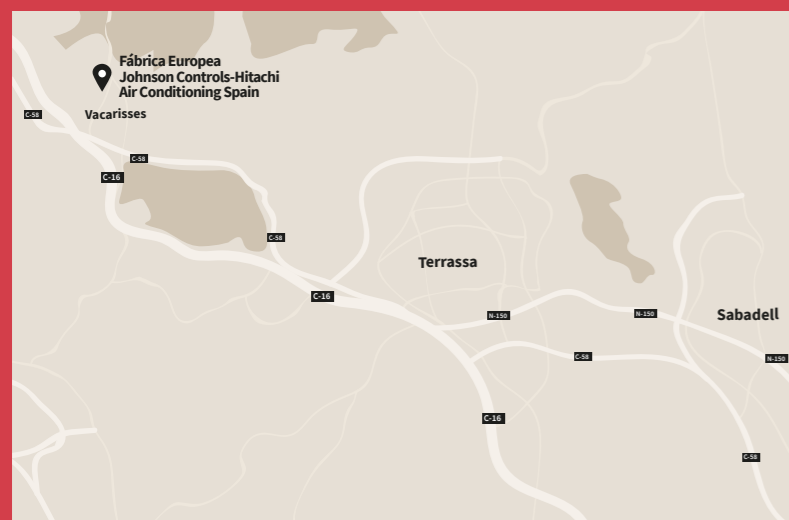 Fábrica Europea
Johnson Controls-Hitachi
Air Conditioning Spain
Vacarisses
C-58
C-58
C-16
C-58
Terrassa
C-16
N-150
N-150
Sabadell
C-58
N-150
C-16
C-58